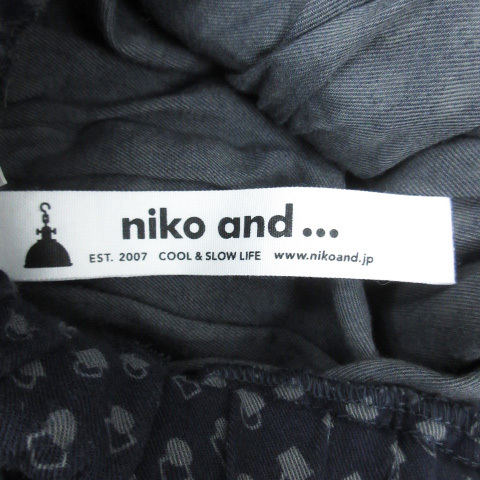 niko and...
EST. 2007 COOL & SLOW LIFE www.nikoand.jp